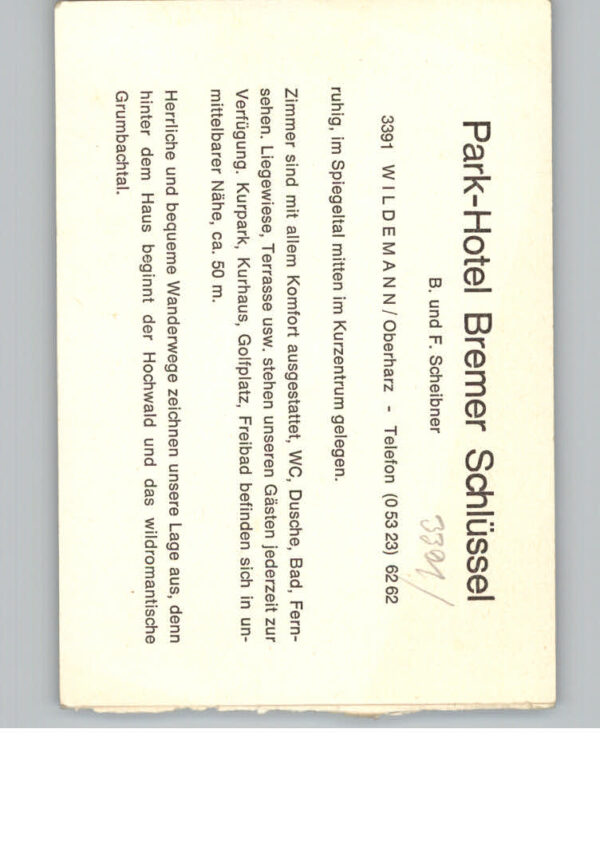 Park-Hotel Bremer Schlüssel
B. und F. Scheibner
3391/
3391 WILDEMANN/Oberharz - Telefon (0 53 23) 62 62
ruhig, im Spiegeltal mitten im Kurzentrum gelegen.
Zimmer sind mit allem Komfort ausgestattet, WC, Dusche, Bad, Fern-
sehen. Liegewiese, Terrasse usw. stehen unseren Gästen jederzeit zur
Verfügung. Kurpark, Kurhaus, Golfplatz, Freibad befinden sich in un-
mittelbarer Nähe, ca. 50 m.
Herrliche und bequeme Wanderwege zeichnen unsere Lage aus, denn
hinter dem Haus beginnt der Hochwald und das wildromantische
Grumbachtal.